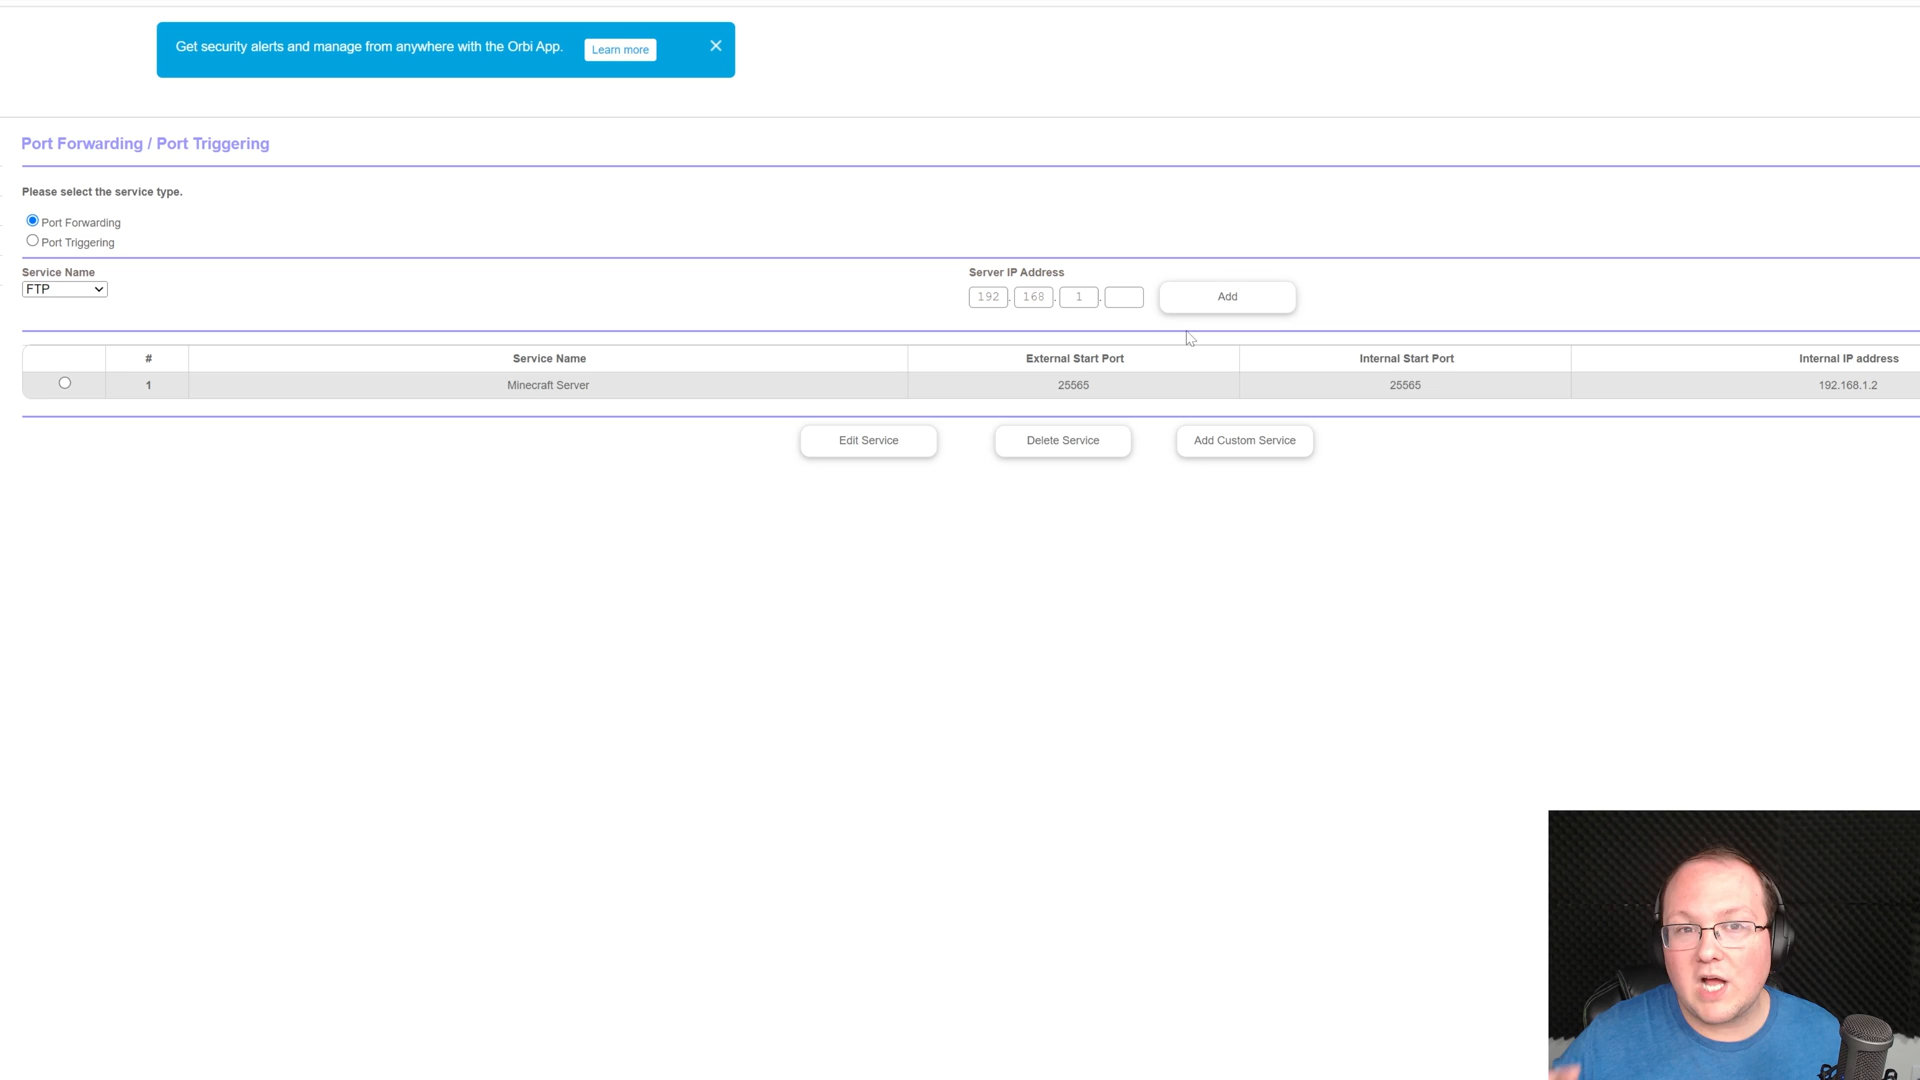 Get security alerts and manage from anywhere with the Orbi App. Learn more
Port Forwarding / Port Triggering
Please select the service type.
Port Forwarding
Port Triggering
Service Name Server IP Address
FTP 192 . 168 . 1 . Add
# Service Name External Start Port Internal Start Port Internal IP address
1 Minecraft Server 25565 25565 192.168.1.2
Edit Service Delete Service Add Custom Service